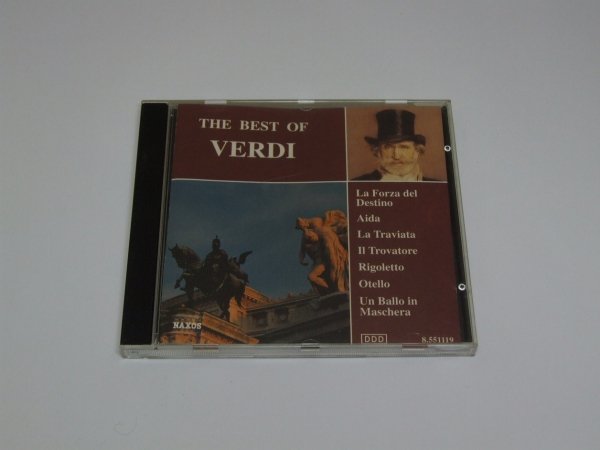 THE BEST OF
VERDI
La Forza del
Destino
Aida
La Traviata
Il Trovatore
Rigoletto
Otello
Un Ballo in
Maschera
NAXOS
DDD
8.551119